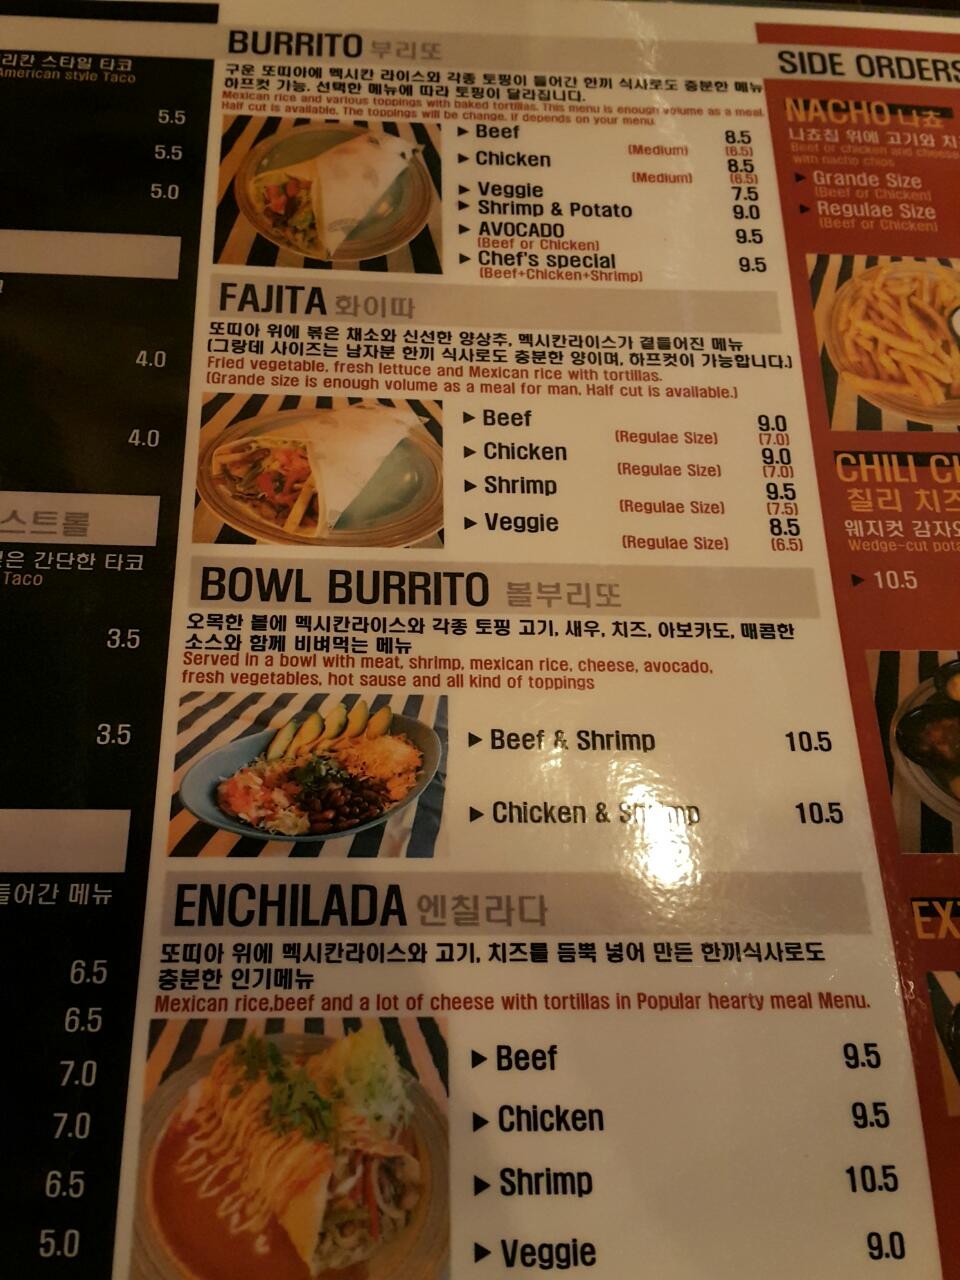 리칸 스타일 타코
American style Taco
5.5
5.5
5.0
4.0
4.0
스트롤
은 간단한 타코
Taco
3.5
3.5
들어간 메뉴
6.5
6.5
7.0
7.0
6.5
5.0
BURRITO 부리또
구운 또띠아에 멕시칸 라이스와 각종 토핑이 들어간 한끼 식사로도 충분한 메뉴
하프컷 가능. 선택한 메뉴에 따라 토핑이 달라집니다.
Mexican rice and various toppings with baked tortillas. This menu is enough volume as a meal.
Half cut is available. The toppings will be change. if depends on your menu.
▶ Beef 8.5
(Medium) (6.5)
▶ Chicken 8.5
(Medium) (6.5)
▶ Veggie 7.5
▶ Shrimp & Potato 9.0
▶ AVOCADO 9.5
(Beef or Chicken)
▶ Chef's special 9.5
(Beef+Chicken+Shrimp)
FAJITA 화이따
또띠아 위에 볶은 채소와 신선한 양상추, 멕시칸라이스가 곁들어진 메뉴
(그랑데 사이즈는 남자분 한끼 식사로도 충분한 양이며, 하프컷이 가능합니다.)
Fried vegetable, fresh lettuce and Mexican rice with tortillas.
(Grande size is enough volume as a meal for man, Half cut is available.)
▶ Beef 9.0
(Regulae Size) (7.0)
▶ Chicken 9.0
(Regulae Size) (7.0)
▶ Shrimp 9.5
(Regulae Size) (7.5)
▶ Veggie 8.5
(Regulae Size) (6.5)
BOWL BURRITO 볼부리또
오목한 볼에 멕시칸라이스와 각종 토핑 고기, 새우, 치즈, 아보카도, 매콤한
소스와 함께 비벼먹는 메뉴
Served in a bowl with meat, shrimp, mexican rice, cheese, avocado,
fresh vegetables, hot sause and all kind of toppings
▶ Beef & Shrimp 10.5
▶ Chicken & Shrimp 10.5
ENCHILADA 엔칠라다
또띠아 위에 멕시칸라이스와 고기, 치즈를 듬뿍 넣어 만든 한끼식사로도
충분한 인기메뉴
Mexican rice,beef and a lot of cheese with tortillas in Popular hearty meal Menu.
▶ Beef 9.5
▶ Chicken 9.5
▶ Shrimp 10.5
▶ Veggie 9.0
SIDE ORDERS
NACHO 나쵸
나쵸칩 위에 고기와 치
Beef or chicken and cheese
with nacho chips
▶ Grande Size
(Beef or Chicken)
▶ Regulae Size
(Beef or Chicken)
CHILI CH
칠리 치즈
웨지컷 감자와
Wedge-cut pota
▶ 10.5
EXT